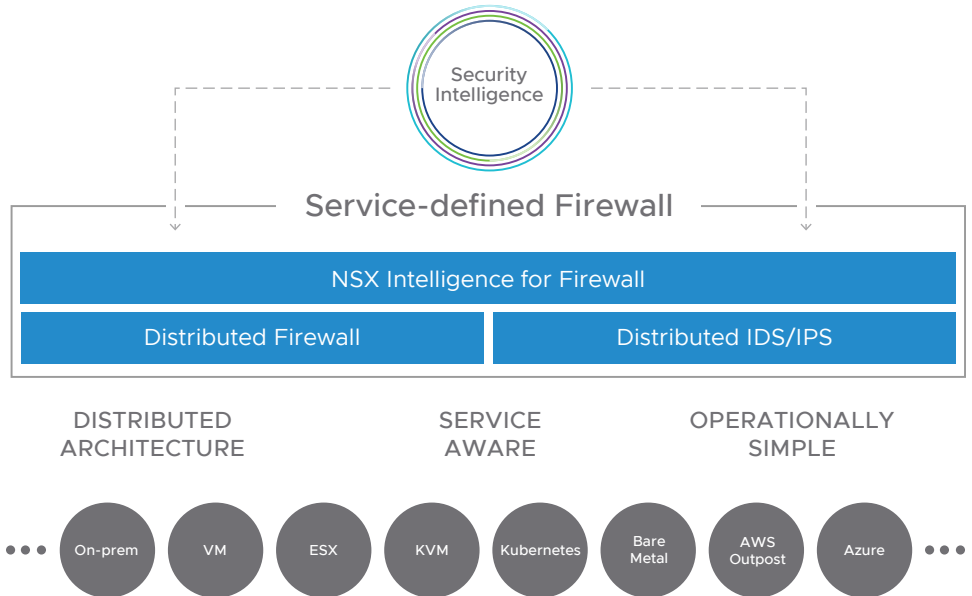 Security
Intelligence
Service-defined Firewall
NSX Intelligence for Firewall
Distributed Firewall
Distributed IDS/IPS
DISTRIBUTED
ARCHITECTURE
SERVICE
AWARE
OPERATIONALLY
SIMPLE
On-prem
VM
ESX
KVM
Kubernetes
Bare
Metal
AWS
Outpost
Azure